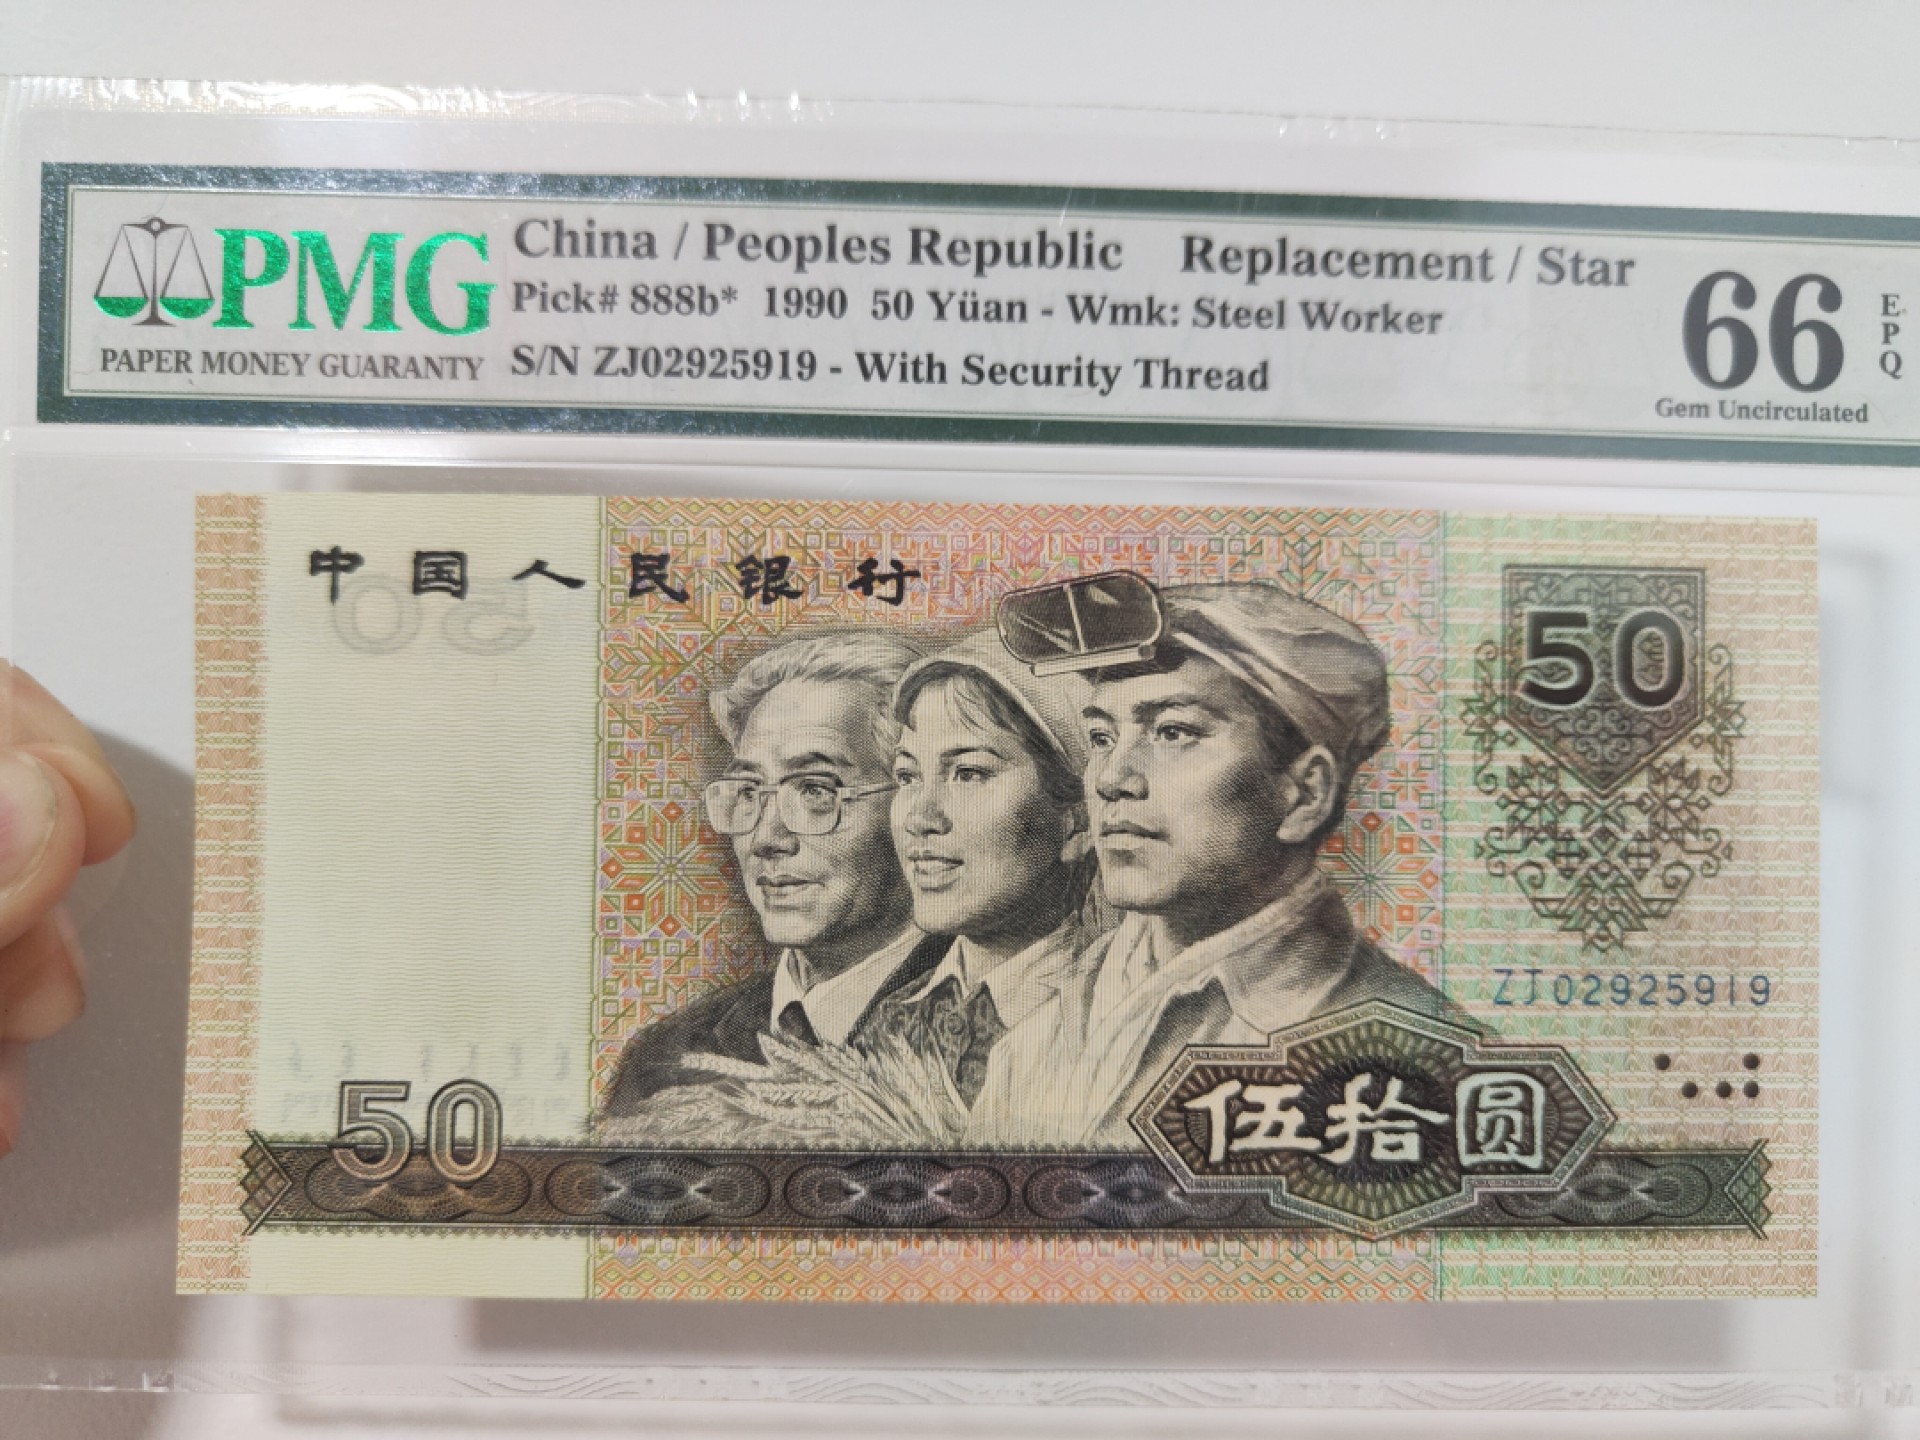 PMG
PAPER MONEY GUARANTY
China / Peoples Republic Replacement / Star
Pick# 888b* 1990 50 Yüan - Wmk: Steel Worker
S/N ZJ02925919 - With Security Thread
66 EPQ
Gem Uncirculated
中国人民银行
50
ZJ02925919
50
伍拾圆